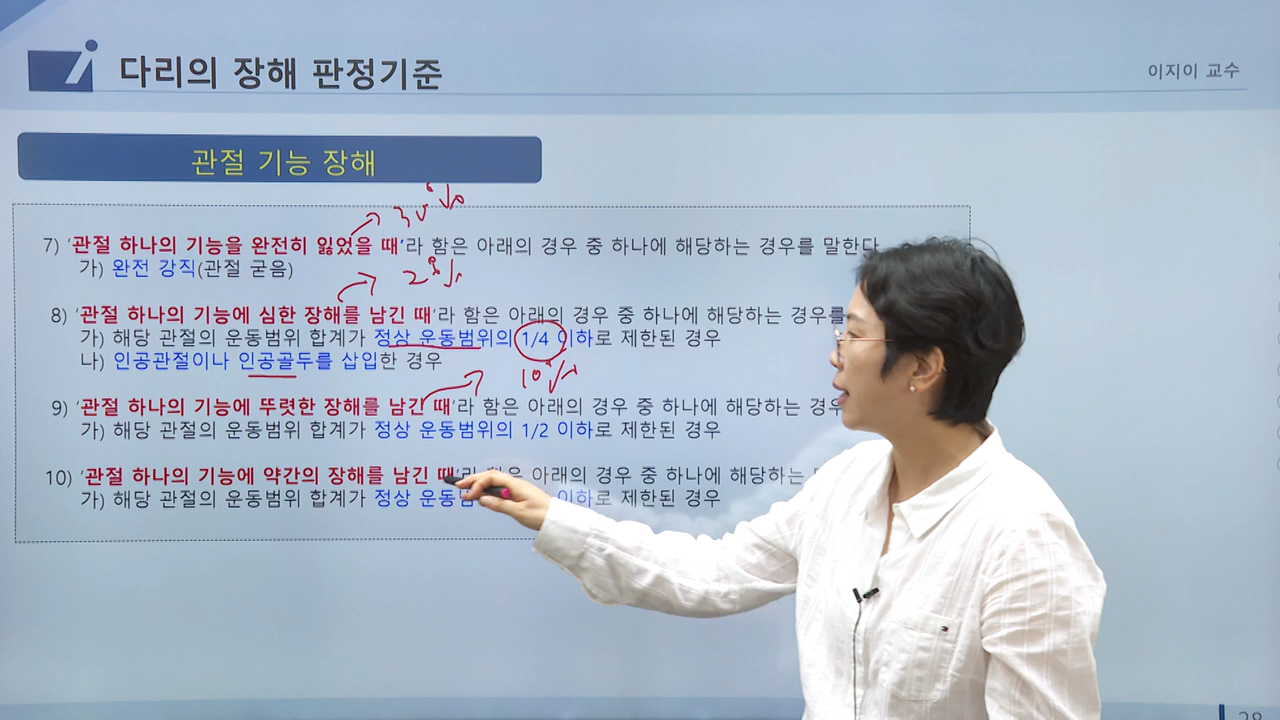 다리의 장해 판정기준
이지이 교수
관절 기능 장해
30%
7) '관절 하나의 기능을 완전히 잃었을 때'라 함은 아래의 경우 중 하나에 해당하는 경우를 말한다
가) 완전 강직(관절 굳음)
20%
8) '관절 하나의 기능에 심한 장해를 남긴 때'라 함은 아래의 경우 중 하나에 해당하는 경우를
가) 해당 관절의 운동범위 합계가 정상 운동범위의 1/4 이하로 제한된 경우
나) 인공관절이나 인공골두를 삽입한 경우
10%
9) '관절 하나의 기능에 뚜렷한 장해를 남긴 때'라 함은 아래의 경우 중 하나에 해당하는 경우
가) 해당 관절의 운동범위 합계가 정상 운동범위의 1/2 이하로 제한된 경우
10) '관절 하나의 기능에 약간의 장해를 남긴 때'라 함은 아래의 경우 중 하나에 해당하는
가) 해당 관절의 운동범위 합계가 정상 이하로 제한된 경우